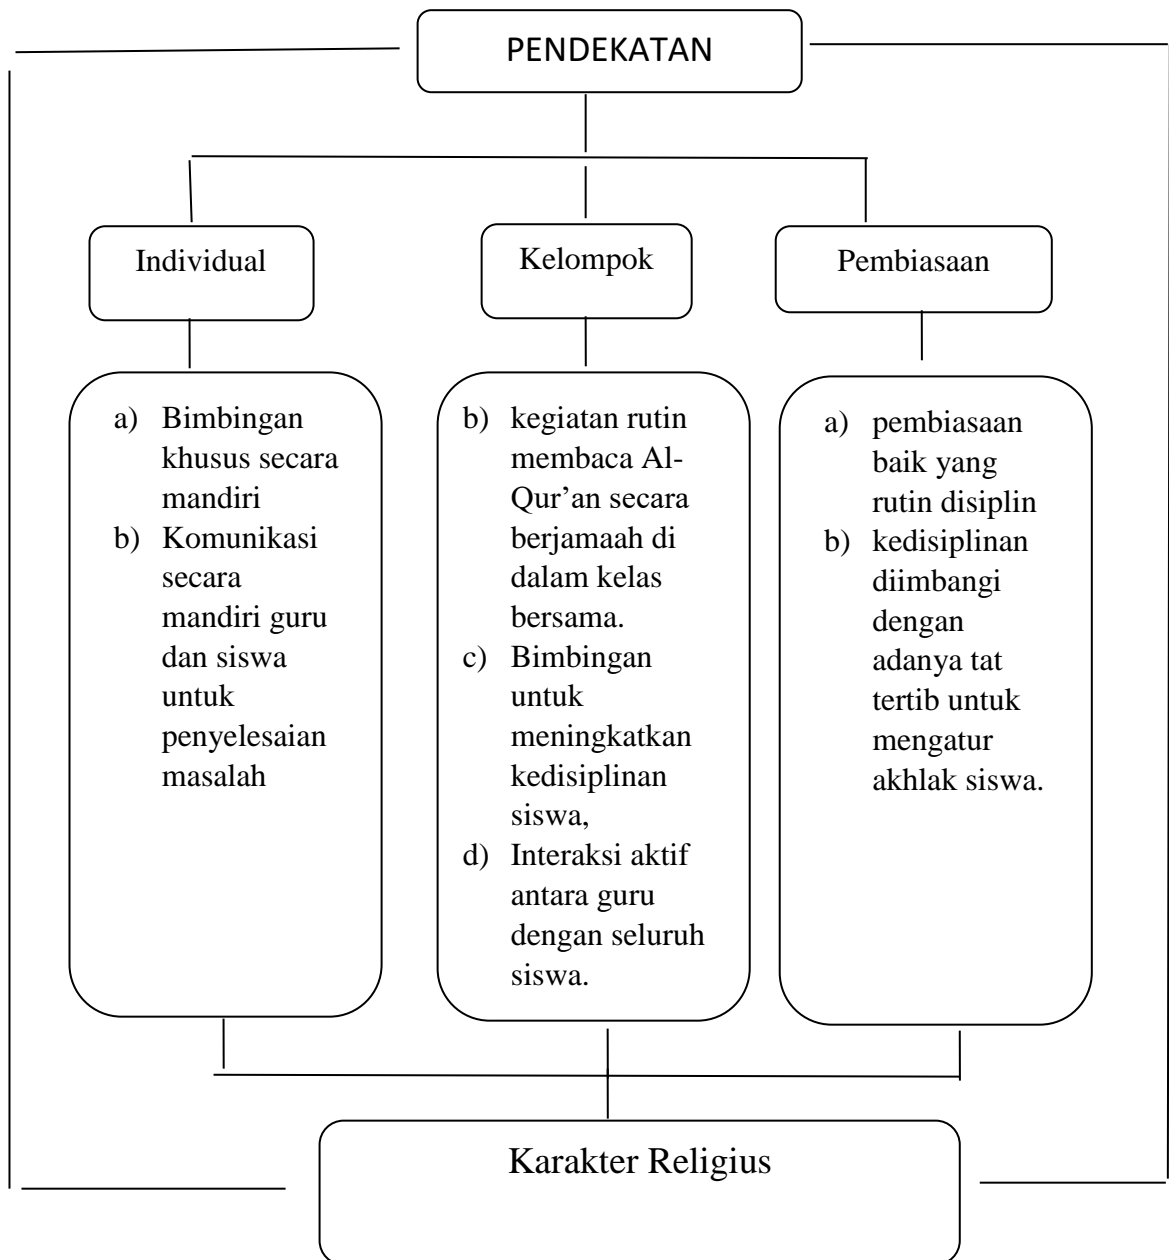 PENDEKATAN
Individual
Kelompok
Pembiasaan
a) Bimbingan
khusus secara
mandiri
b) Komunikasi
secara
mandiri guru
dan siswa
untuk
penyelesaian
masalah
b) kegiatan rutin
membaca Al-
Qur’an secara
berjamaah di
dalam kelas
bersama.
c) Bimbingan
untuk
meningkatkan
kedisiplinan
siswa,
d) Interaksi aktif
antara guru
dengan seluruh
siswa.
a) pembiasaan
baik yang
rutin disiplin
b) kedisiplinan
diimbangi
dengan
adanya tat
tertib untuk
mengatur
akhlak siswa.
Karakter Religius